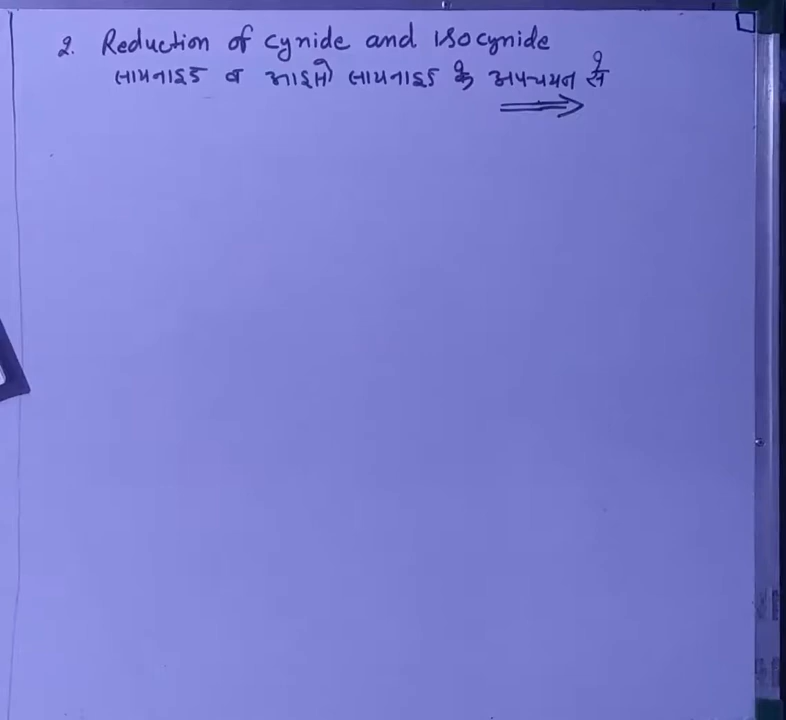 2. Reduction of cynide and isocynide
सायनाइड व आइसो सायनाइड के अपचयन से